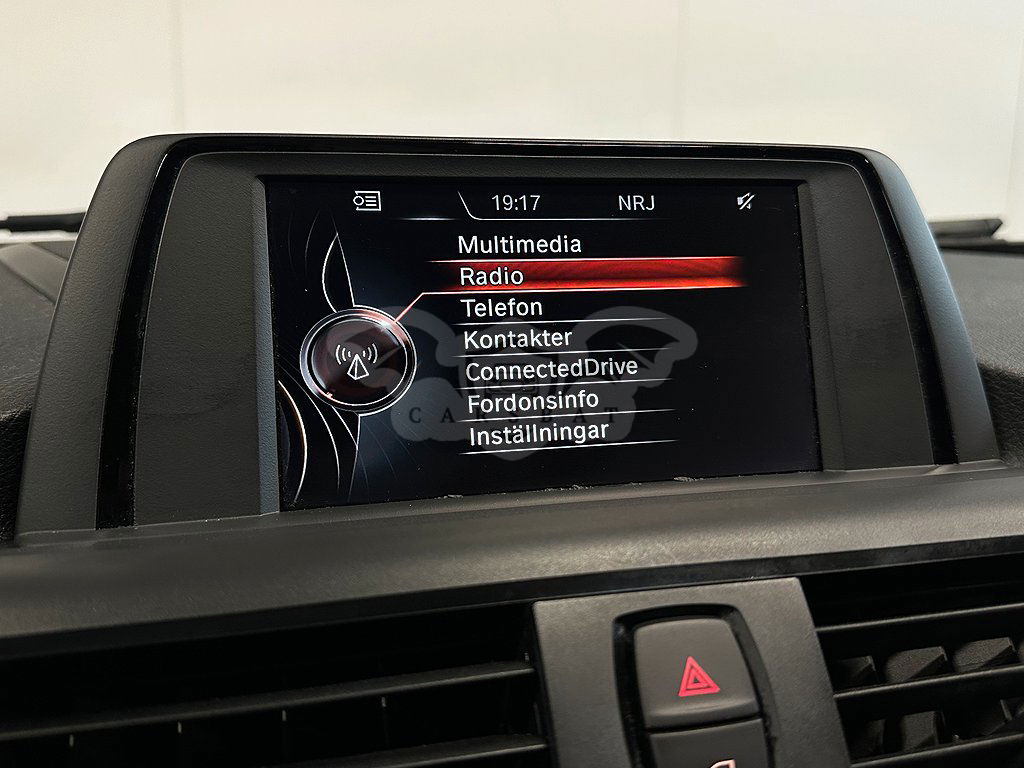 19:17 NRJ
Multimedia
Radio
Telefon
Kontakter
ConnectedDrive
Fordonsinfo
Inställningar